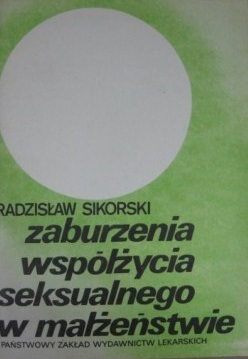 RADZISŁAW SIKORSKI
zaburzenia
współżycia
seksualnego
w małżeństwie
PAŃSTWOWY ZAKŁAD WYDAWNICTW LEKARSKICH